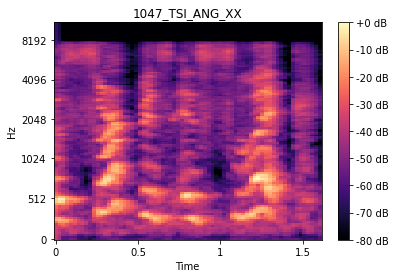 1047_TSI_ANG_XX
+0 dB
8192
-10 dB
4096
-20 dB
-30 dB
2048
Hz
-40 dB
1024
-50 dB
512
-60 dB
-70 dB
0
-80 dB
0
0.5
1
1.5
Time